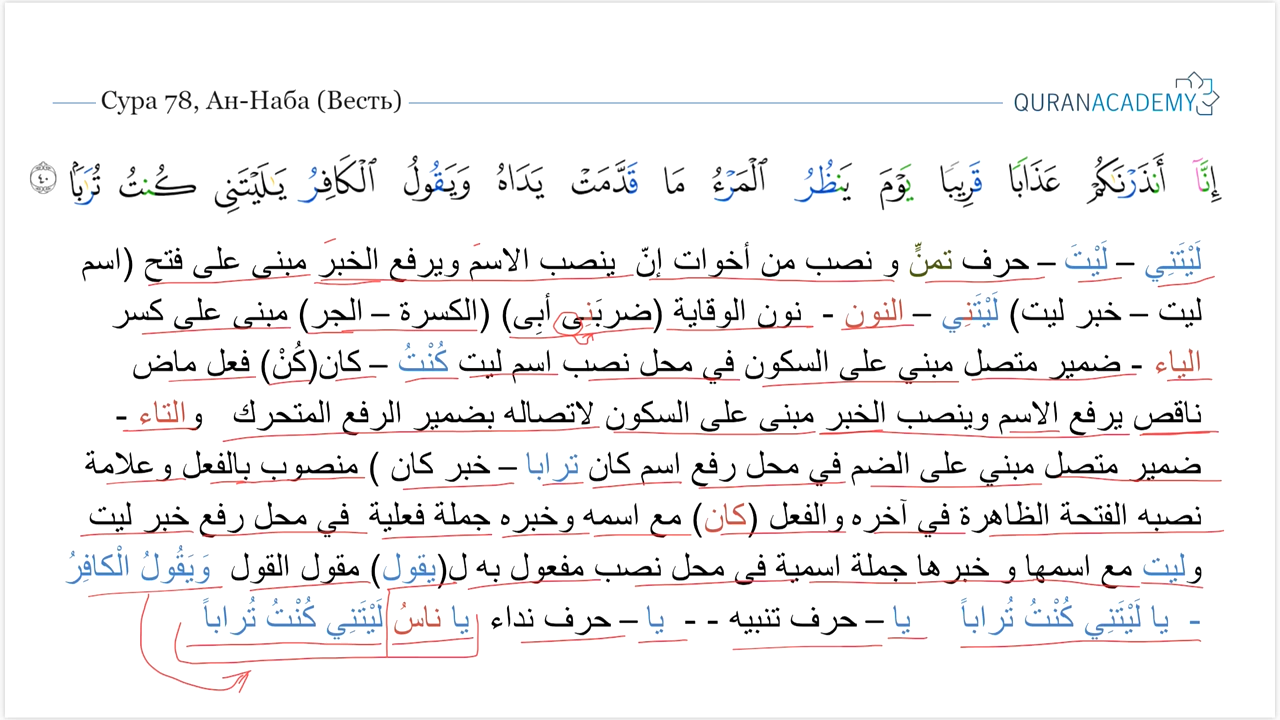 Сура 78, Ан-Наба (Весть)
QURANACADEMY
إِنَّآ أَنذَرْنَٰكُمْ عَذَابًا قَرِيبًا يَوْمَ يَنظُرُ ٱلْمَرْءُ مَا قَدَّمَتْ يَدَاهُ وَيَقُولُ ٱلْكَافِرُ يَٰلَيْتَنِى كُنتُ تُرَٰبًۢا ٤٠
لَيْتَنِي – لَيْتَ – حرف تمنٍّ و نصب من أخوات إنّ ينصب الاسمَ ويرفع الخبرَ مبنى على فتح (اسم
ليت – خبر ليت) لَيْتَنِي – النون - نون الوقاية (ضربَنِى أبِى) (الكسرة – الجر) مبنى على كسر
الياء - ضمير متصل مبني على السكون في محل نصب اسم ليت كُنْتُ – كان(كُنْ) فعل ماض
ناقص يرفع الاسم وينصب الخبر مبنى على السكون لاتصاله بضمير الرفع المتحرك والتاء -
ضمير متصل مبني على الضم في محل رفع اسم كان ترابا – خبر كان ) منصوب بالفعل وعلامة
نصبه الفتحة الظاهرة في آخره والفعل (كان) مع اسمه وخبره جملة فعلية في محل رفع خبر ليت
وليت مع اسمها و خبرها جملة اسمية فى محل نصب مفعول به ل(يقول) مقول القول وَيَقُولُ الْكافِرُ
- يا لَيْتَنِي كُنْتُ تُراباً يا – حرف تنبيه - - يا – حرف نداء يا ناسُ لَيْتَنِي كُنْتُ تُراباً